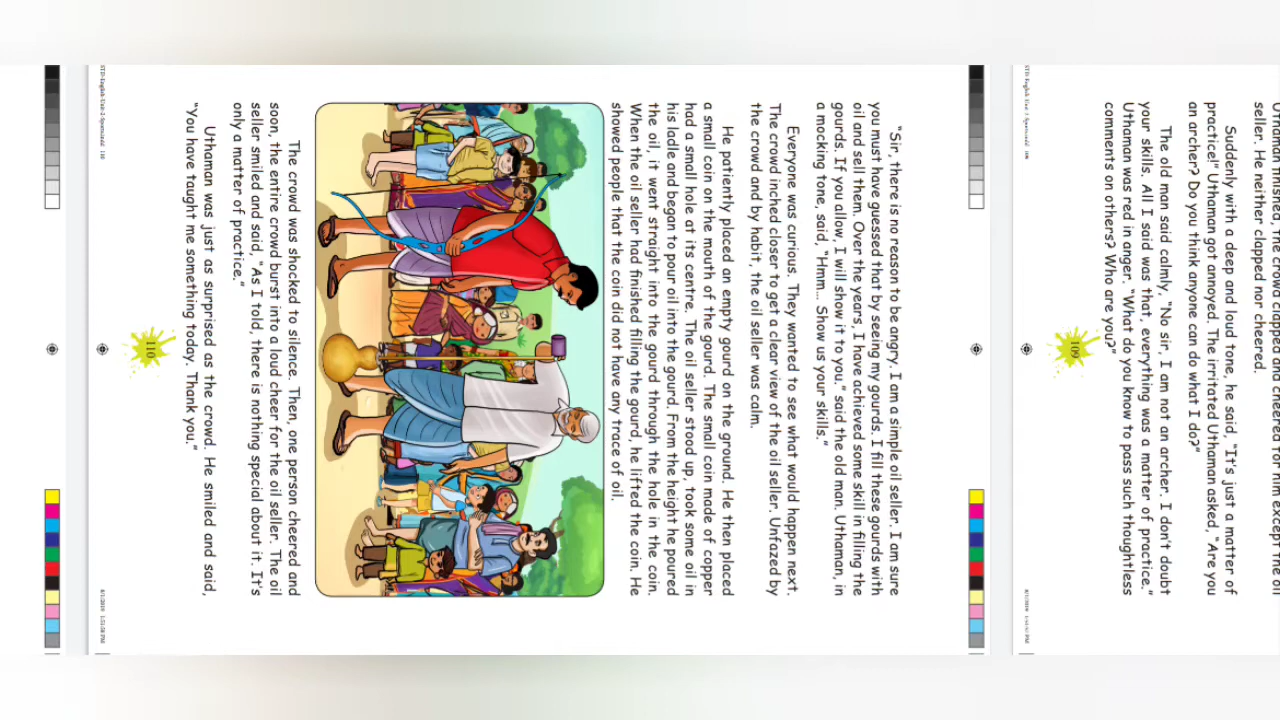 Uthaman finished, the crowd clapped and cheered for him except the oil
seller. He neither clapped nor cheered.
Suddenly with a deep and loud tone, he said, "It's just a matter of
practice!" Uthaman got annoyed. The irritated Uthaman asked, "Are you
an archer? Do you think anyone can do what I do?"
The old man said calmly, "No sir, I am not an archer. I don't doubt
your skills. All I said was that, everything was a matter of practice."
Uthaman was red in anger. "What do you know to pass such thoughtless
comments on others? Who are you?"
109
"Sir, there is no reason to be angry. I am a simple oil seller. I am sure
you must have guessed that by seeing my gourds. I fill these gourds with
oil and sell them. Over the years, I have achieved some skill in filling the
gourds. If you allow, I will show it to you." said the old man. Uthaman, in
a mocking tone, said, "Hmm... Show us your skills."
Everyone was curious. They wanted to see what would happen next.
The crowd inched closer to get a clear view of the oil seller. Unfazed by
the crowd and by habit, the oil seller was calm.
He patiently placed an empty gourd on the ground. He then placed
a small coin on the mouth of the gourd. The small coin made of copper
had a small hole at its centre. The oil seller stood up, took some oil in
his ladle and began to pour oil into the gourd. From the height he poured
the oil, it went straight into the gourd through the hole in the coin.
When the oil seller had finished filling the gourd, he lifted the coin. He
showed people that the coin did not have any trace of oil.
The crowd was shocked to silence. Then, one person cheered and
soon, the entire crowd burst into a loud cheer for the oil seller. The oil
seller smiled and said, "As I told, there is nothing special about it. It's
only a matter of practice."
Uthaman was just as surprised as the crowd. He smiled and said,
"You have taught me something today. Thank you."
110